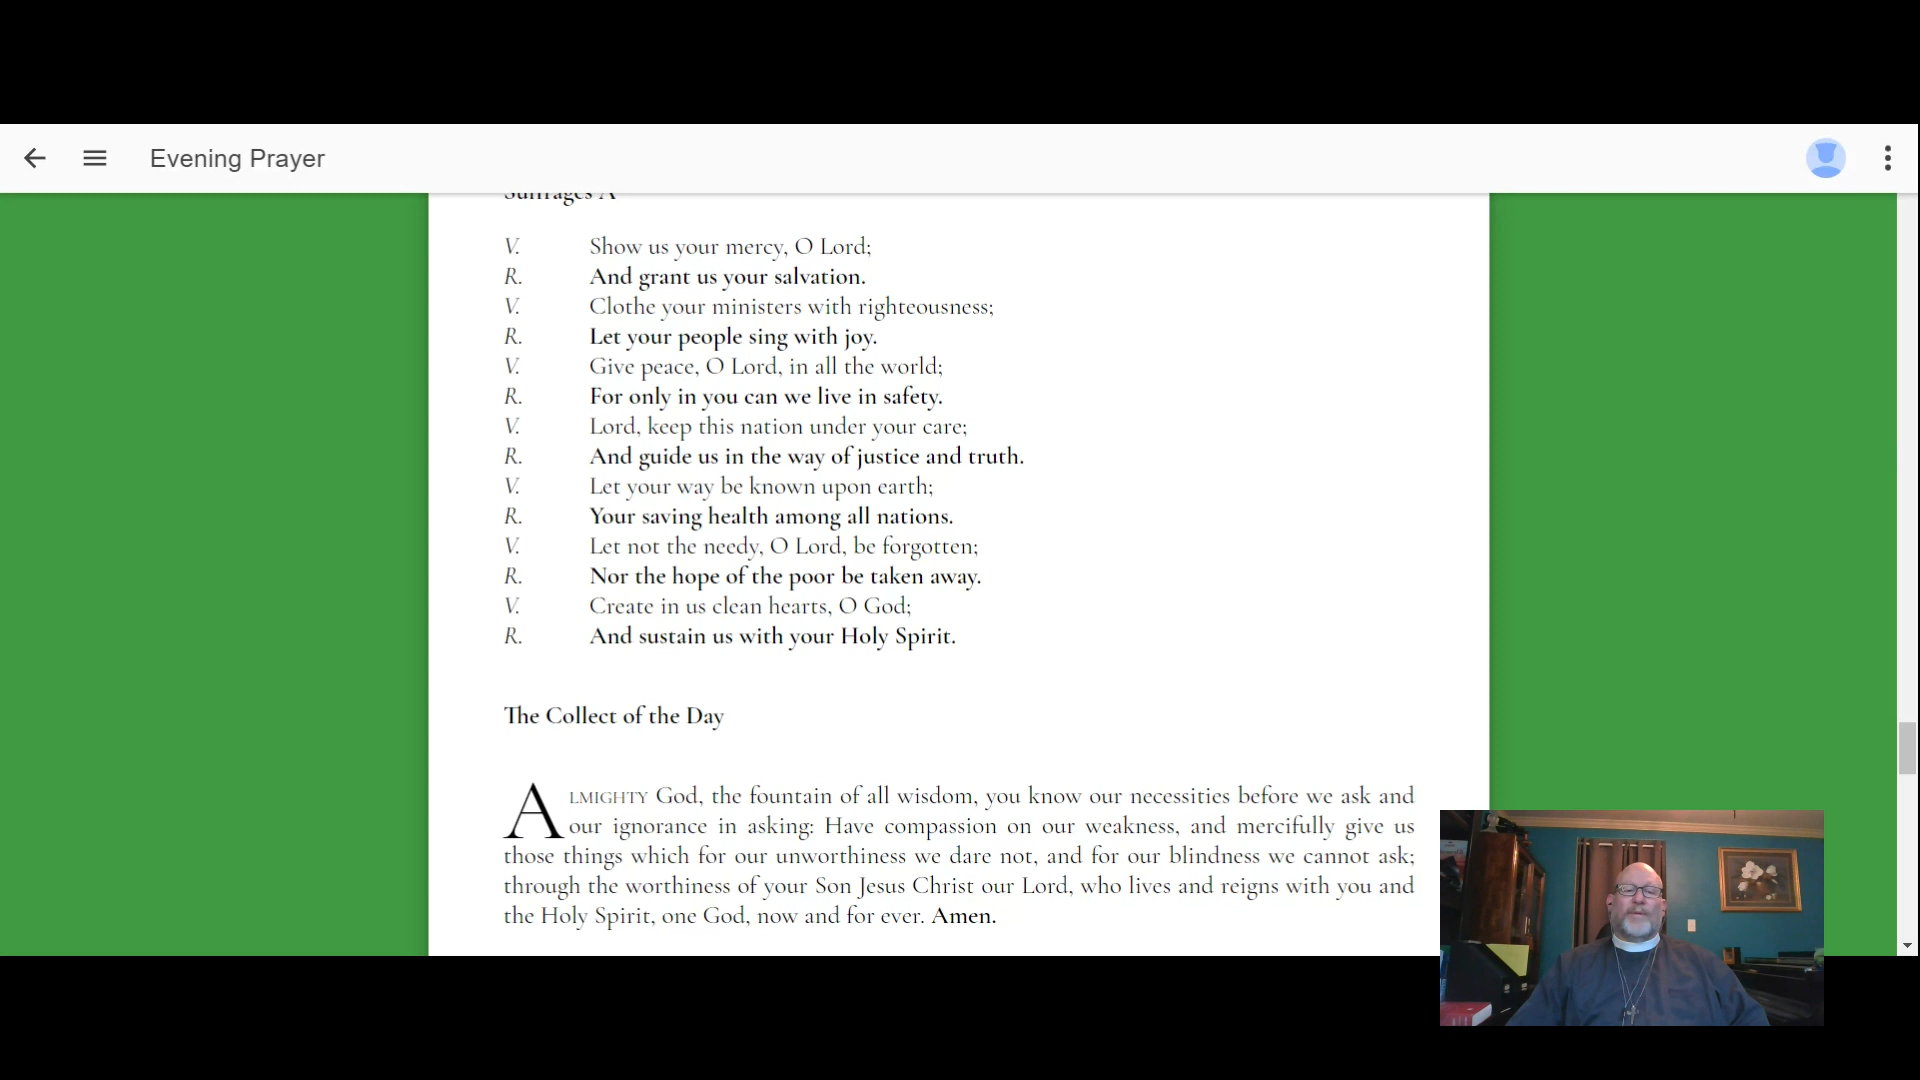 Evening Prayer
Suffrages A
V. Show us your mercy, O Lord;
R. And grant us your salvation.
V. Clothe your ministers with righteousness;
R. Let your people sing with joy.
V. Give peace, O Lord, in all the world;
R. For only in you can we live in safety.
V. Lord, keep this nation under your care;
R. And guide us in the way of justice and truth.
V. Let your way be known upon earth;
R. Your saving health among all nations.
V. Let not the needy, O Lord, be forgotten;
R. Nor the hope of the poor be taken away.
V. Create in us clean hearts, O God;
R. And sustain us with your Holy Spirit.
The Collect of the Day
ALMIGHTY God, the fountain of all wisdom, you know our necessities before we ask and
our ignorance in asking: Have compassion on our weakness, and mercifully give us
those things which for our unworthiness we dare not, and for our blindness we cannot ask;
through the worthiness of your Son Jesus Christ our Lord, who lives and reigns with you and
the Holy Spirit, one God, now and for ever. Amen.